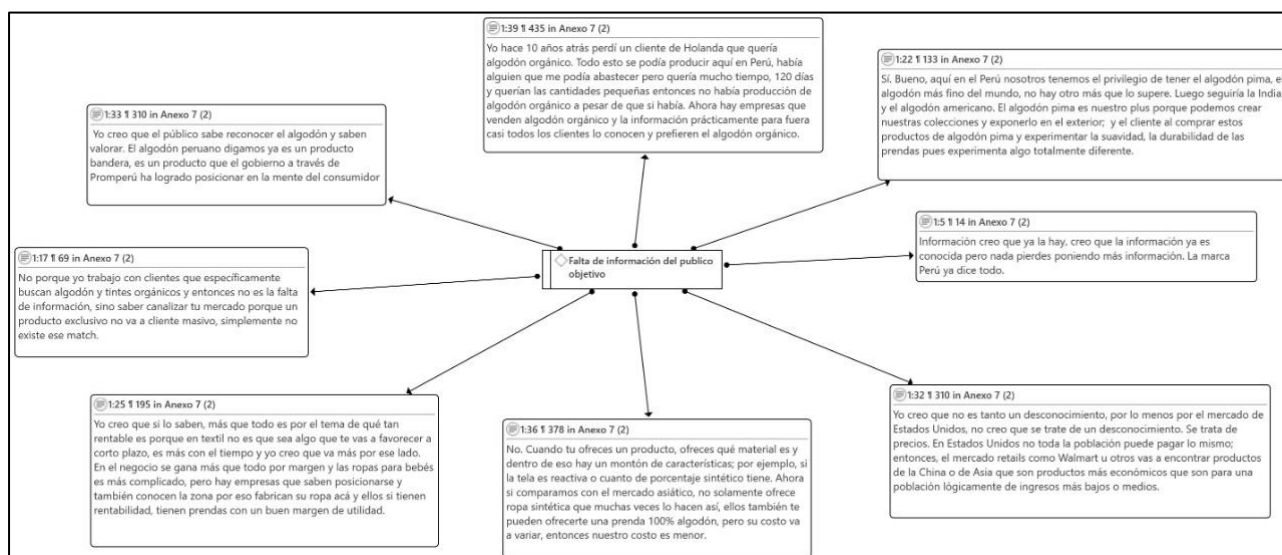 1:39 ¶ 435 in Anexo 7 (2)
Yo hace 10 años atrás perdí un cliente de Holanda que quería
algodón orgánico. Todo esto se podía producir aquí en Perú, había
alguien que me podía abastecer pero quería mucho tiempo, 120 días
y querían las cantidades pequeñas entonces no había producción de
algodón orgánico a pesar de que si había. Ahora hay empresas que
venden algodón orgánico y la información prácticamente para fuera
casi todos los clientes lo conocen y prefieren el algodón orgánico.
1:22 ¶ 133 in Anexo 7 (2)
Sí. Bueno, aquí en el Perú nosotros tenemos el privilegio de tener el algodón pima, e
algodón más fino del mundo, no hay otro más que lo supere. Luego seguiría la India
y el algodón americano. El algodón pima es nuestro plus porque podemos crear
nuestras colecciones y exponerlo en el exterior; y el cliente al comprar estos
productos de algodón pima y experimentar la suavidad, la durabilidad de las
prendas pues experimenta algo totalmente diferente.
1:33 ¶ 310 in Anexo 7 (2)
Yo creo que el público sabe reconocer el algodón y saben
valorar. El algodón peruano digamos ya es un producto
bandera, es un producto que el gobierno a través de
Promperú ha logrado posicionar en la mente del consumidor
1:5 ¶ 14 in Anexo 7 (2)
Información creo que ya la hay, creo que la información ya es
conocida pero nada pierdes poniendo más información. La marca
Perú ya dice todo.
Falta de información del publico
objetivo
1:17 ¶ 69 in Anexo 7 (2)
No porque yo trabajo con clientes que específicamente
buscan algodón y tintes orgánicos y entonces no es la falta
de información, sino saber canalizar tu mercado porque un
producto exclusivo no va a cliente masivo, simplemente no
existe ese match.
1:25 ¶ 195 in Anexo 7 (2)
Yo creo que si lo saben, más que todo es por el tema de qué tan
rentable es porque en textil no es que sea algo que te vas a favorecer a
corto plazo, es más con el tiempo y yo creo que va más por ese lado.
En el negocio se gana más que todo por margen y las ropas para bebés
es más complicado, pero hay empresas que saben posicionarse y
también conocen la zona por eso fabrican su ropa acá y ellos si tienen
rentabilidad, tienen prendas con un buen margen de utilidad.
1:36 ¶ 378 in Anexo 7 (2)
No. Cuando tu ofreces un producto, ofreces qué material es y
dentro de eso hay un montón de características; por ejemplo, si
la tela es reactiva o cuanto de porcentaje sintético tiene. Ahora
si comparamos con el mercado asiático, no solamente ofrece
ropa sintética que muchas veces lo hacen así, ellos también te
pueden ofrecerte una prenda 100% algodón, pero su costo va
a variar, entonces nuestro costo es menor.
1:32 ¶ 310 in Anexo 7 (2)
Yo creo que no es tanto un desconocimiento, por lo menos por el mercado de
Estados Unidos, no creo que se trate de un desconocimiento. Se trata de
precios. En Estados Unidos no toda la población puede pagar lo mismo;
entonces, el mercado retails como Walmart u otros vas a encontrar productos
de la China o de Asia que son productos más económicos que son para una
población lógicamente de ingresos más bajos o medios.